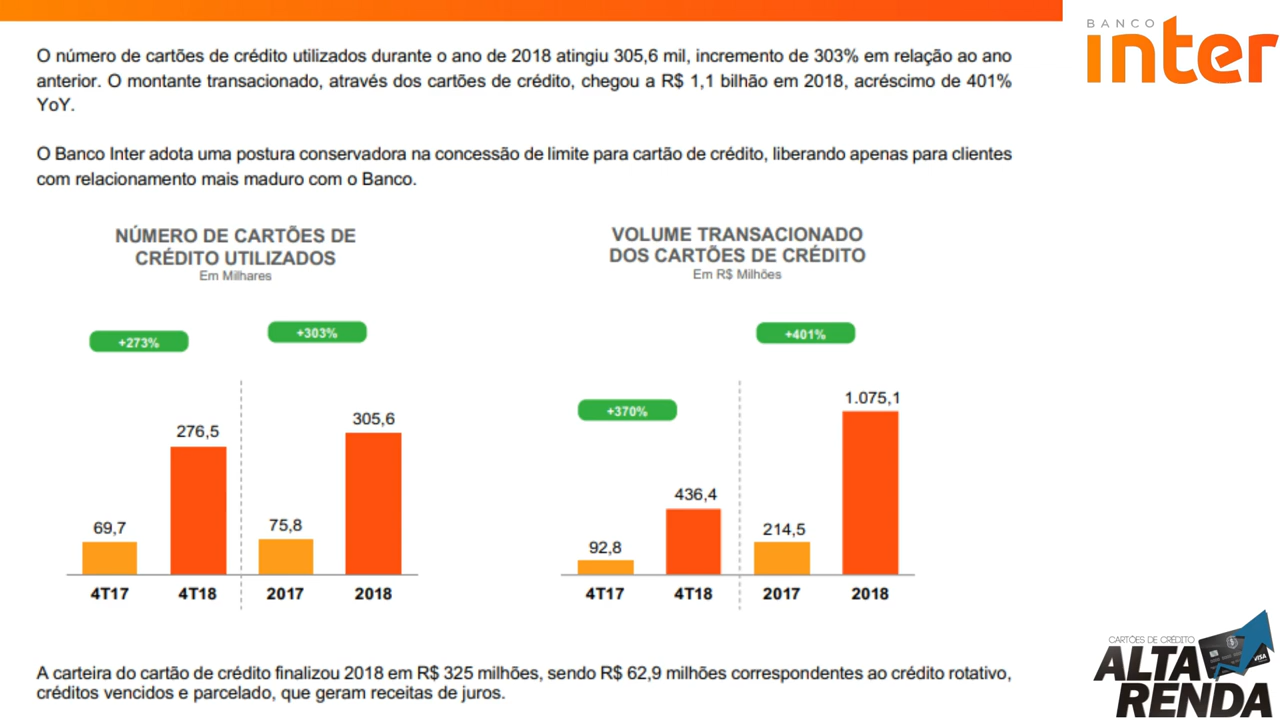 BANCO
inter
O número de cartões de crédito utilizados durante o ano de 2018 atingiu 305,6 mil, incremento de 303% em relação ao ano
anterior. O montante transacionado, através dos cartões de crédito, chegou a R$ 1,1 bilhão em 2018, acréscimo de 401%
YoY.
O Banco Inter adota uma postura conservadora na concessão de limite para cartão de crédito, liberando apenas para clientes
com relacionamento mais maduro com o Banco.
NÚMERO DE CARTÕES DE
CRÉDITO UTILIZADOS
Em Milhares
+273%
+303%
69,7
276,5
75,8
305,6
4T17
4T18
2017
2018
VOLUME TRANSACIONADO
DOS CARTÕES DE CRÉDITO
Em R$ Milhões
+370%
+401%
92,8
436,4
214,5
1.075,1
4T17
4T18
2017
2018
A carteira do cartão de crédito finalizou 2018 em R$ 325 milhões, sendo R$ 62,9 milhões correspondentes ao crédito rotativo,
créditos vencidos e parcelado, que geram receitas de juros.
CARTÕES DE CRÉDITO
ALTA
RENDA
VISA